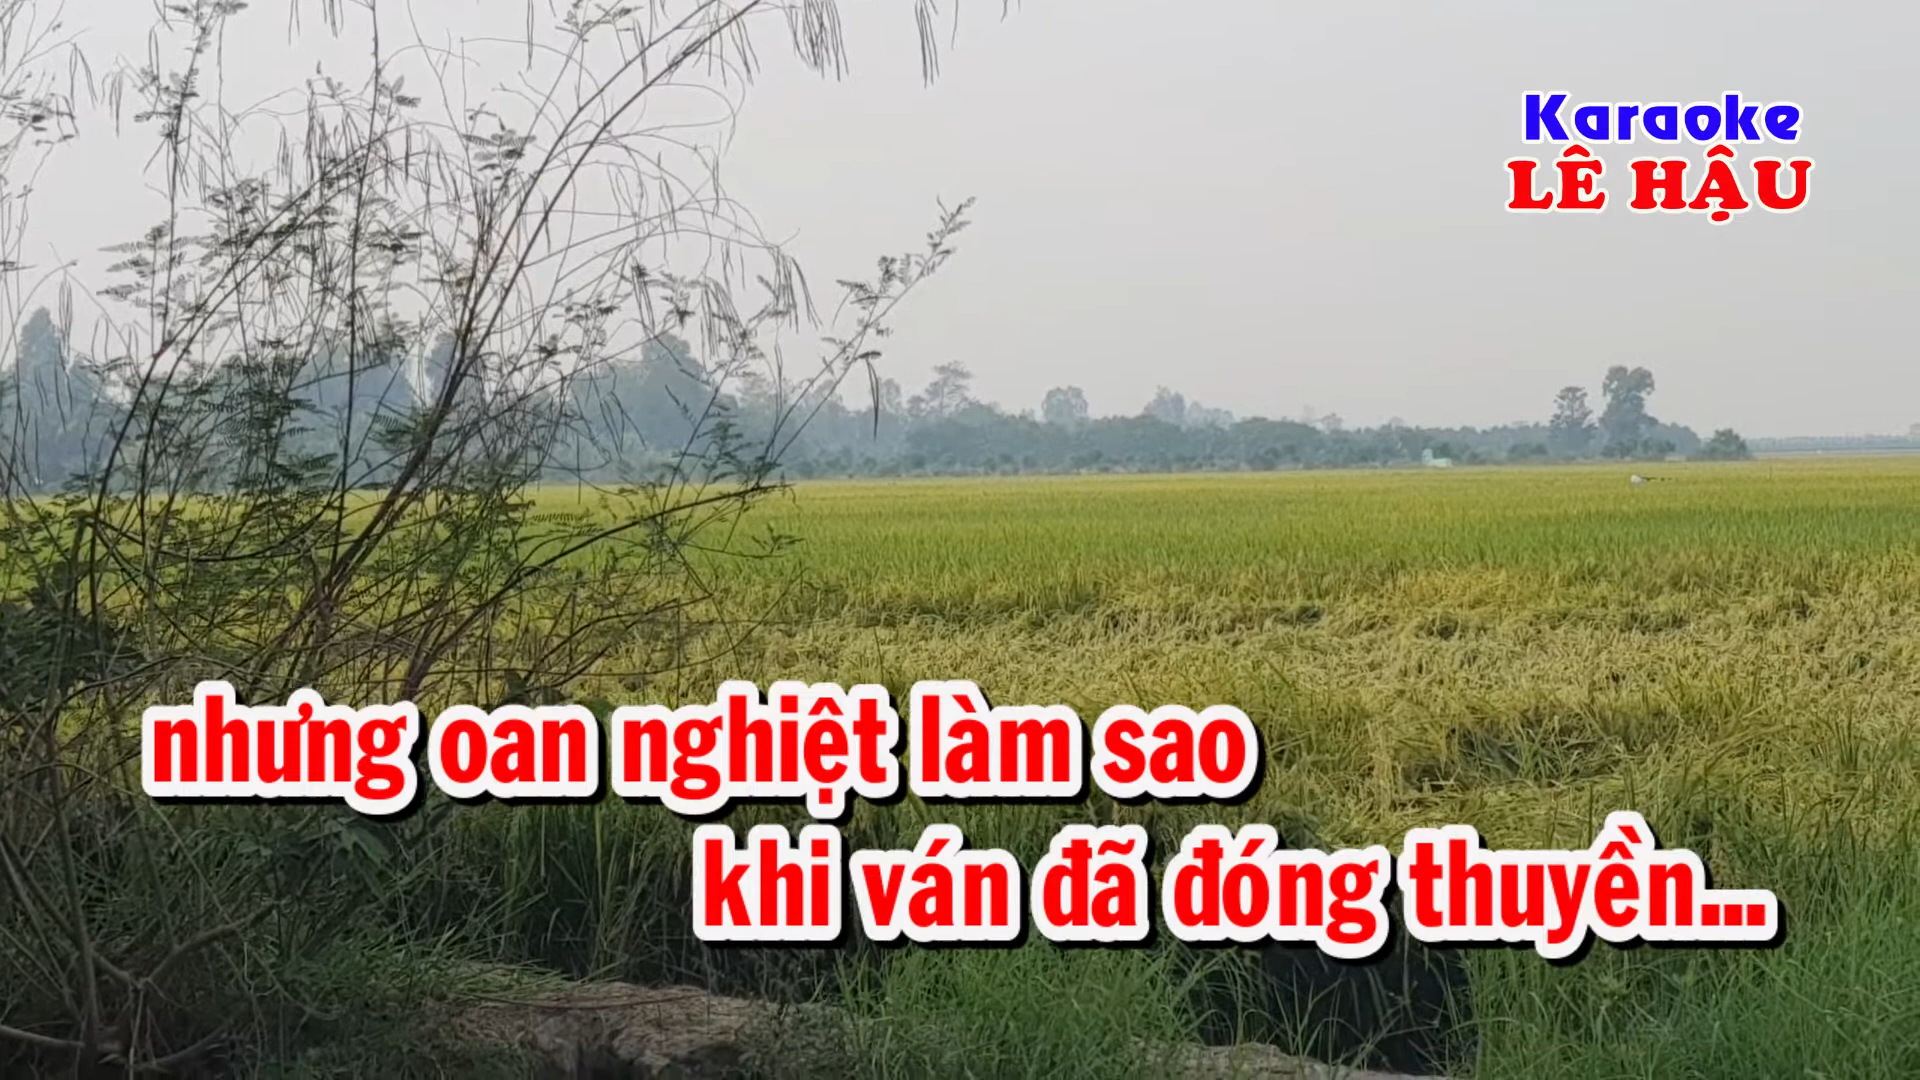 Karaoke
LÊ HẬU
nhưng oan nghiệt làm sao
khi ván đã đóng thuyền...